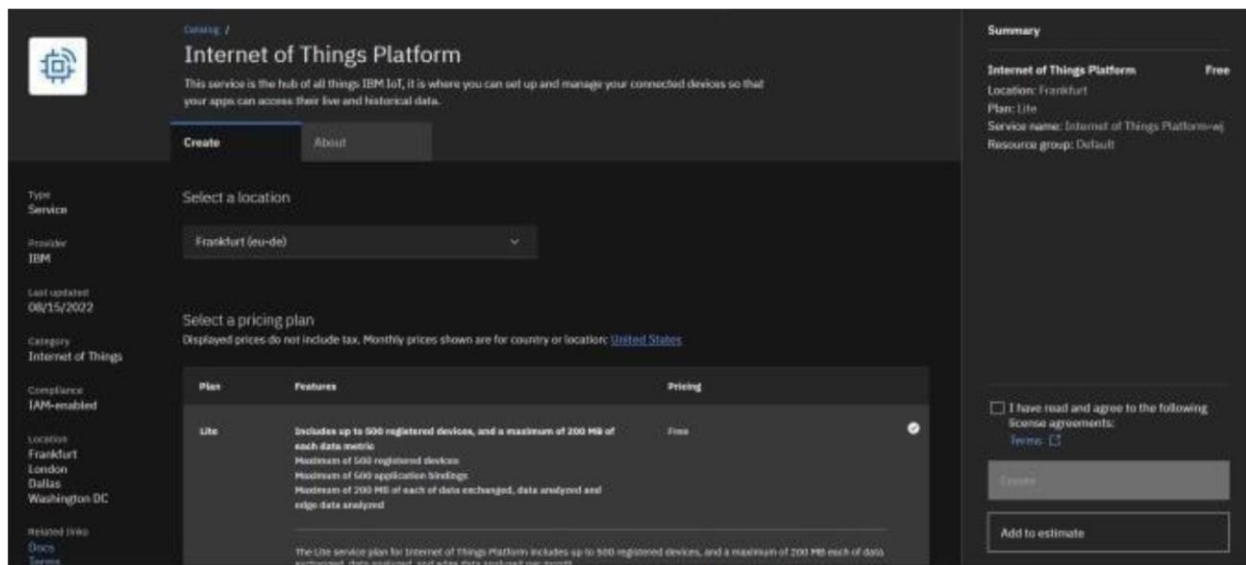 Catalog /
Internet of Things Platform
This service is the hub of all things IBM IoT, it is where you can set up and manage your connected devices so that
your apps can access their live and historical data.
Create
About
Type
Service
Provider
IBM
Last updated
08/15/2022
Category
Internet of Things
Compliance
IAM-enabled
Location
Frankfurt
London
Dallas
Washington DC
Related links
Docs
Terms
Select a location
Frankfurt (eu-de)
Select a pricing plan
Displayed prices do not include tax. Monthly prices shown are for country or location: United States
Plan Features Pricing
Lite Includes up to 500 registered devices, and a maximum of 200 MB of Free
each data metric
Maximum of 500 registered devices
Maximum of 500 application bindings
Maximum of 200 MB of each of data exchanged, data analyzed and
edge data analyzed
The Lite service plan for Internet of Things Platform includes up to 500 registered devices, and a maximum of 200 MB each of data
exchanged, data analyzed, and edge data analyzed per month.
Summary
Internet of Things Platform Free
Location: Frankfurt
Plan: Lite
Service name: Internet of Things Platform-wj
Resource group: Default
I have read and agree to the following
license agreements:
Terms
Create
Add to estimate